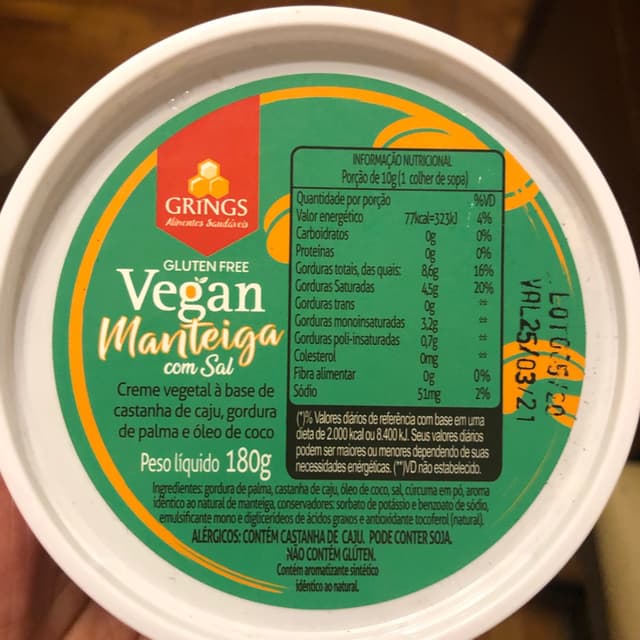 GRINGS
Alimentos Saudáveis
GLUTEN FREE
Vegan
Manteiga
com Sal
Creme vegetal à base de
castanha de caju, gordura
de palma e óleo de coco
Peso líquido 180g
INFORMAÇÃO NUTRICIONAL
Porção de 10g (1 colher de sopa)
Quantidade por porção %VD
Valor energético 77kcal=323kJ 4%
Carboidratos 0g 0%
Proteínas 0g 0%
Gorduras totais, das quais: 8,6g 16%
Gorduras Saturadas 4,5g 20%
Gorduras trans 0g **
Gorduras monoinsaturadas 3,2g **
Gorduras poli-insaturadas 0,7g **
Colesterol 0mg **
Fibra alimentar 0g 0%
Sódio 51mg 2%
(*)% Valores diários de referência com base em uma
dieta de 2.000 kcal ou 8.400 kJ. Seus valores diários
podem ser maiores ou menores dependendo de suas
necessidades energéticas. (**)VD não estabelecido.
Ingredientes: gordura de palma, castanha de caju, óleo de coco, sal, cúrcuma em pó, aroma
idêntico ao natural de manteiga, conservadores: sorbato de potássio e benzoato de sódio,
emulsificante mono e diglicerídeos de ácidos graxos e antioxidante tocoferol (natural).
ALÉRGICOS: CONTÉM CASTANHA DE CAJU. PODE CONTER SOJA.
NÃO CONTÉM GLÚTEN.
Contém aromatizante sintético
idêntico ao natural.
LOTO15/20
VAL25/03/21